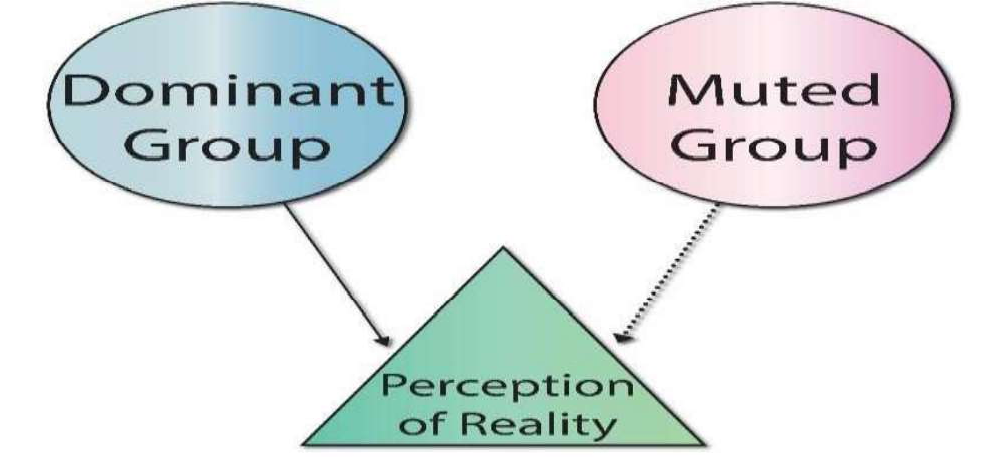 Dominant
Group
Muted
Group
Perception
of Reality